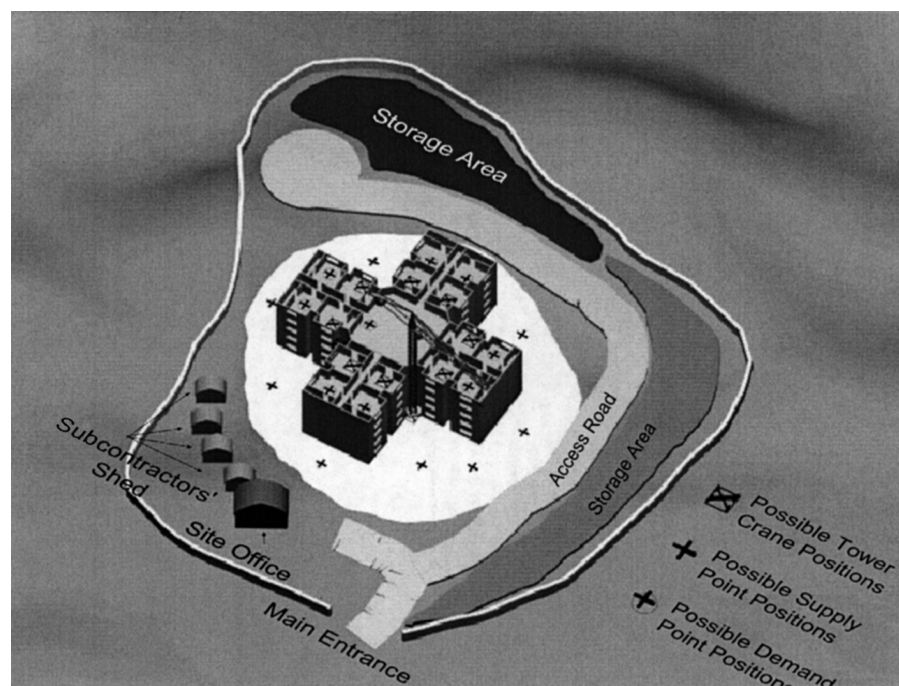 Storage Area
Access Road
Storage Area
Subcontractors'
Shed
Site Office
Main Entrance
Possible Tower
Crane Positions
Possible Supply
Point Positions
Possible Demand
Point Positions